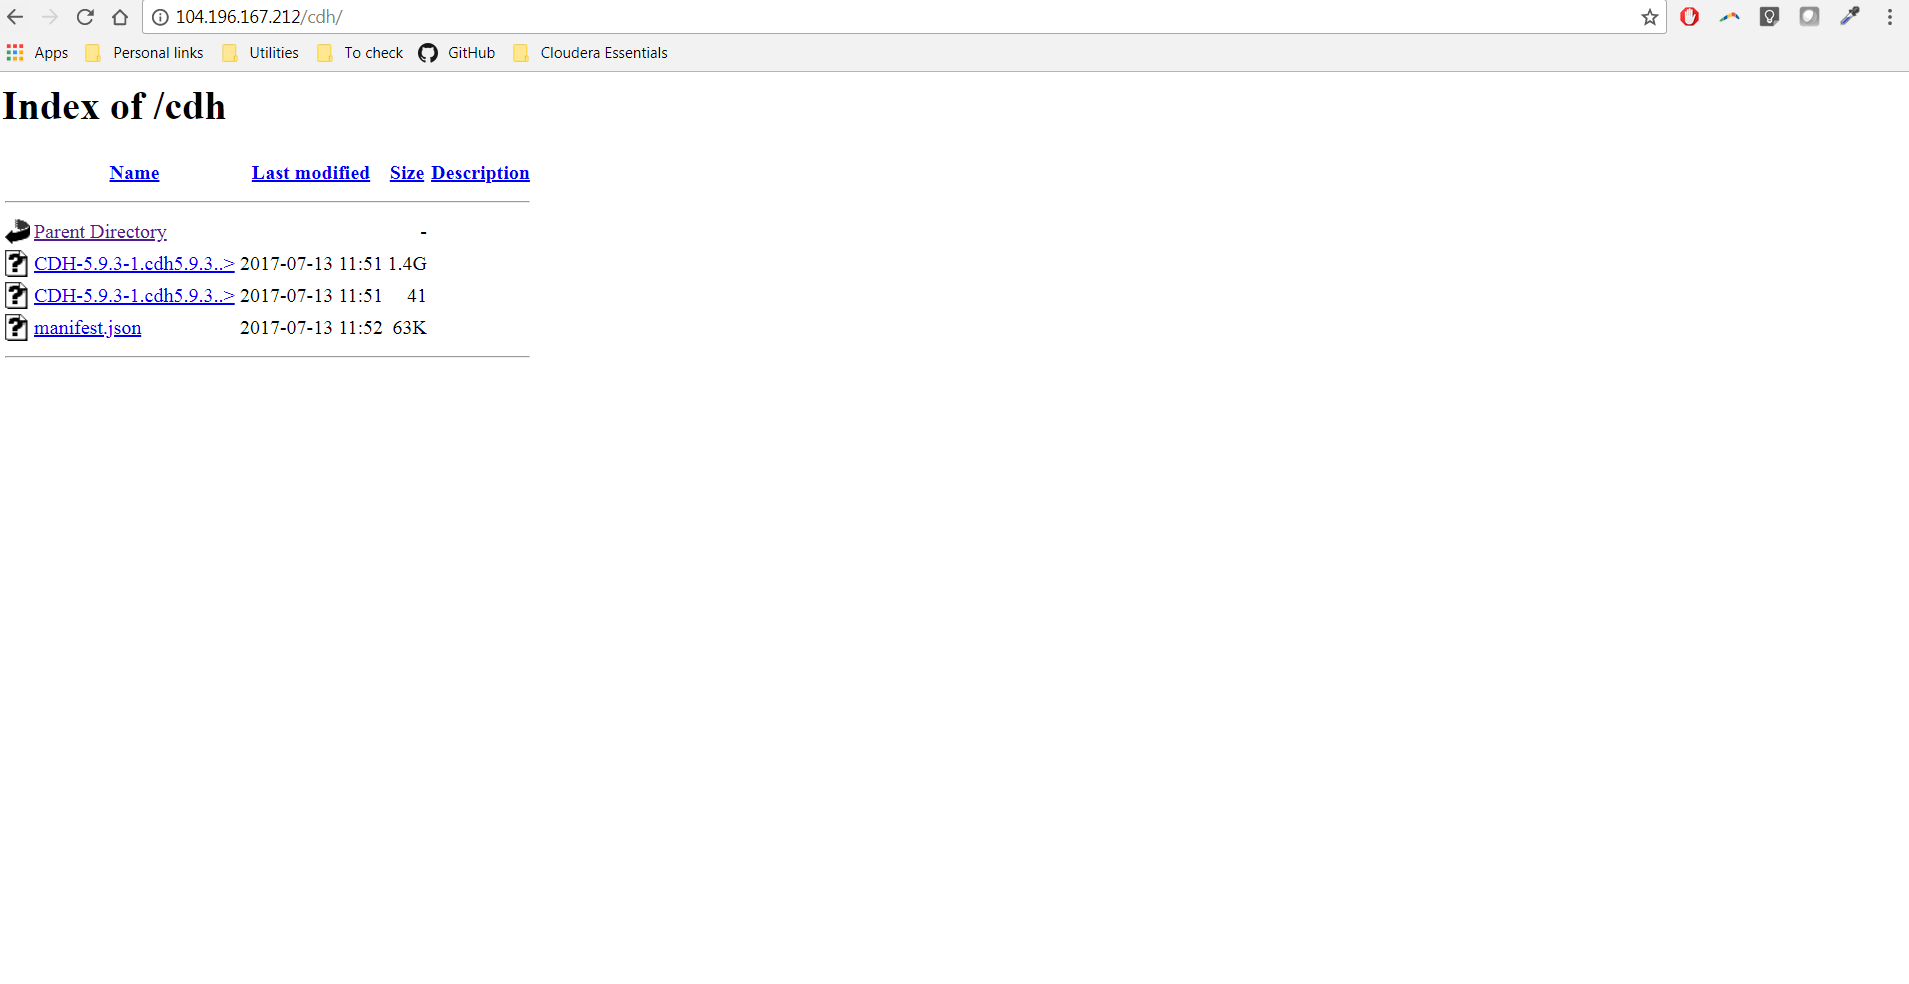 104.196.167.212/cdh/
Apps Personal links Utilities To check GitHub Cloudera Essentials
Index of /cdh
Name Last modified Size Description
Parent Directory -
CDH-5.9.3-1.cdh5.9.3..> 2017-07-13 11:51 1.4G
CDH-5.9.3-1.cdh5.9.3..> 2017-07-13 11:51 41
manifest.json 2017-07-13 11:52 63K